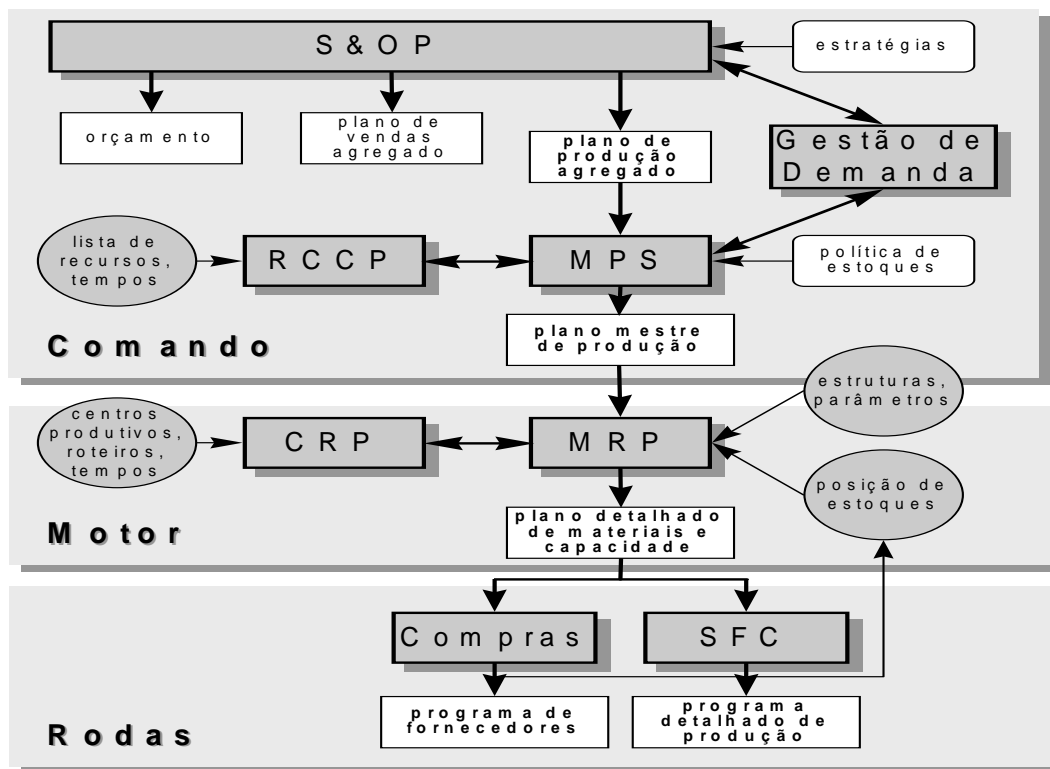 S & O P
estratégias
orçamento
plano de
vendas
agregado
plano de
produção
agregado
Gestão de
Demanda
lista de
recursos,
tempos
RCCP
MPS
política de
estoques
plano mestre
de produção
Comando
centros
produtivos,
roteiros,
tempos
CRP
MRP
estruturas,
parâmetros
posição de
estoques
plano detalhado
de materiais e
capacidade
Motor
Compras
SFC
programa de
fornecedores
programa
detalhado de
produção
Rodas